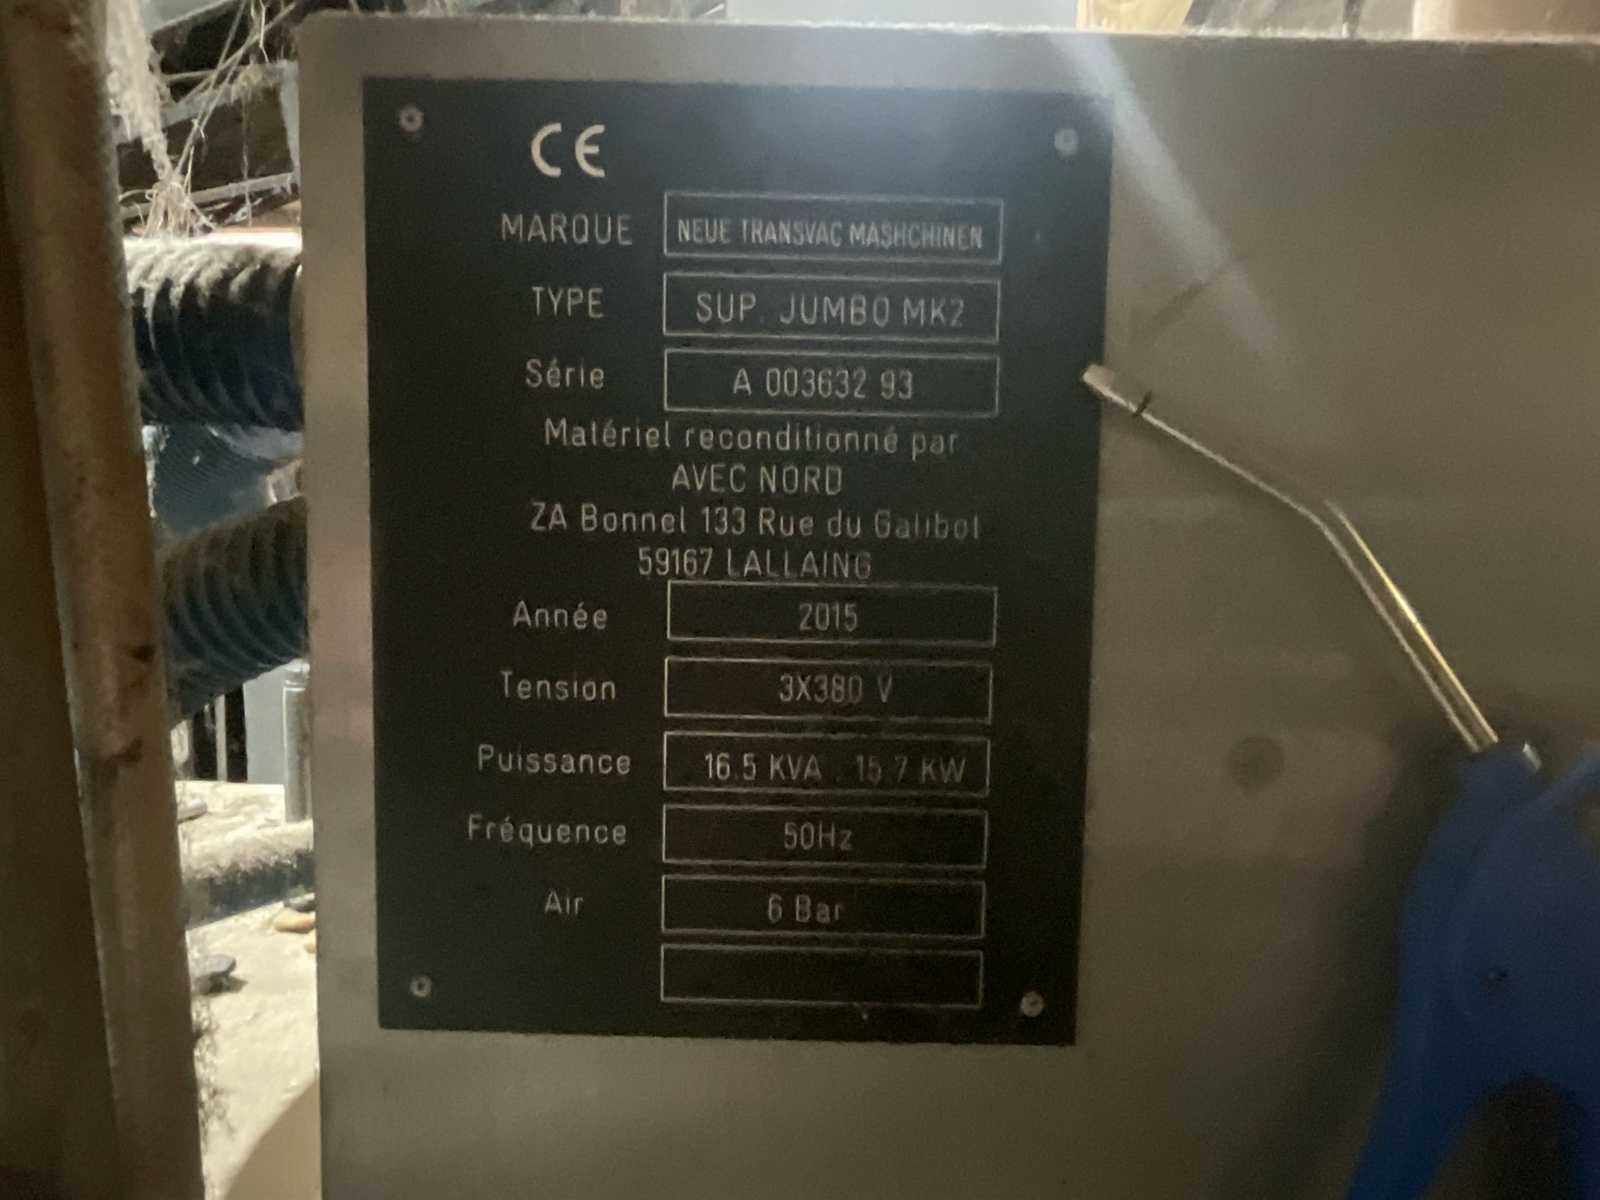 CE
MARQUE NEUE TRANSVAC MASHCHINEN
TYPE SUP. JUMBO MK2
Série A 003632 93
Matériel reconditionné par
AVEC NORD
ZA Bonnel 133 Rue du Galibot
59167 LALLAING
Année 2015
Tension 3X380 V
Puissance 16.5 KVA . 15.7 KW
Fréquence 50Hz
Air 6 Bar